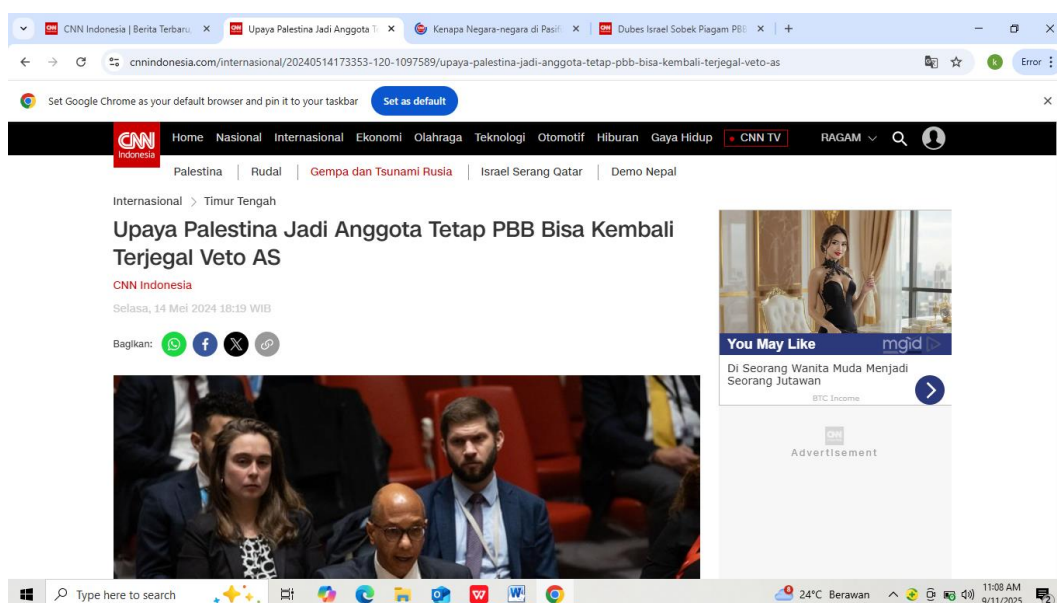 CNN Indonesia | Berita Terbaru,
Upaya Palestina Jadi Anggota T
Kenapa Negara-negara di Pasifi
Dubes Israel Sobek Piagam PBB
cnnindonesia.com/internasional/20240514173353-120-1097589/upaya-palestina-jadi-anggota-tetap-pbb-bisa-kembali-terjegal-veto-as
k
Error
Set Google Chrome as your default browser and pin it to your taskbar
Set as default
CNN
Indonesia
Home Nasional Internasional Ekonomi Olahraga Teknologi Otomotif Hiburan Gaya Hidup CNN TV RAGAM
Palestina Rudal Gempa dan Tsunami Rusia Israel Serang Qatar Demo Nepal
Internasional > Timur Tengah
Upaya Palestina Jadi Anggota Tetap PBB Bisa Kembali
Terjegal Veto AS
CNN Indonesia
Selasa, 14 Mei 2024 18:19 WIB
Bagikan:
You May Like
mgid
Di Seorang Wanita Muda Menjadi
Seorang Jutawan
BTC Income
CNN
Advertisement
Type here to search
24°C Berawan
11:08 AM
9/11/2025
2